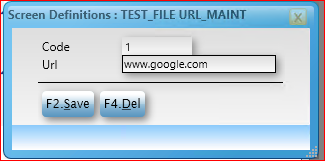 Screen Definitions : TEST_FILE URL_MAINT
Code 1
Url www.google.com
F2.Save F4.Del